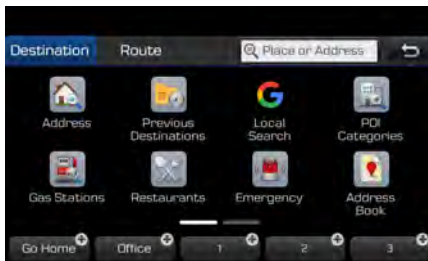 Destination
Route
Place or Address
Address
Previous
Destinations
Local
Search
POI
Categories
Gas Stations
Restaurants
Emergency
Address
Book
Go Home
Office
1
2
3